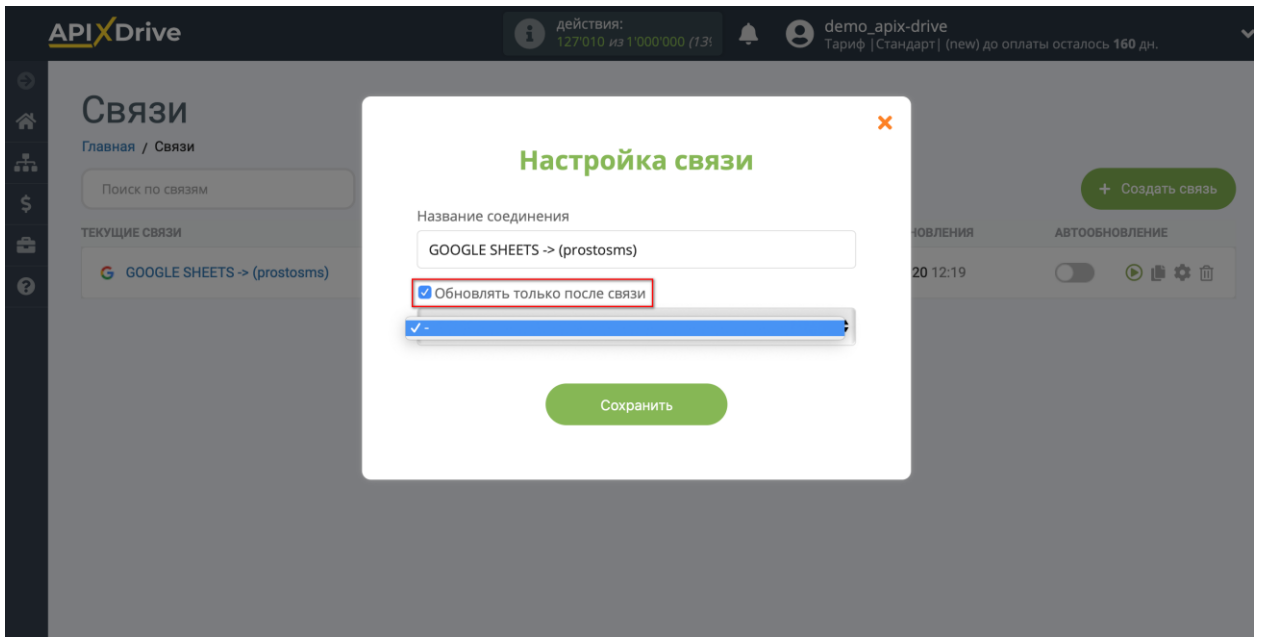 APIXDrive
действия:
127'010 из 1'000'000
demo_apix-drive
Тариф |Стандарт| (new) до оплаты осталось 160 дн.
Связи
Главная / Связи
Поиск по связям
+ Создать связь
ТЕКУЩИЕ СВЯЗИ
АВТООБНОВЛЕНИЕ
GOOGLE SHEETS -> (prostosms)
20 12:19
Настройка связи
Название соединения
GOOGLE SHEETS -> (prostosms)
Обновлять только после связи
-
Сохранить